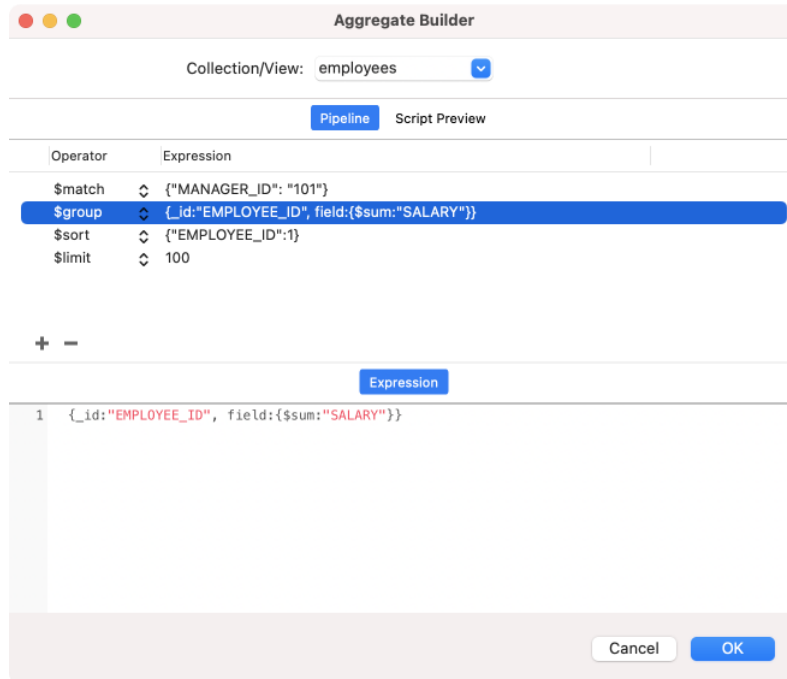 Aggregate Builder
Collection/View: employees
Pipeline Script Preview
Operator Expression
$match {"MANAGER_ID": "101"}
$group {_id:"EMPLOYEE_ID", field:{$sum:"SALARY"}}
$sort {"EMPLOYEE_ID":1}
$limit 100
+ −
Expression
1 {_id:"EMPLOYEE_ID", field:{$sum:"SALARY"}}
Cancel OK